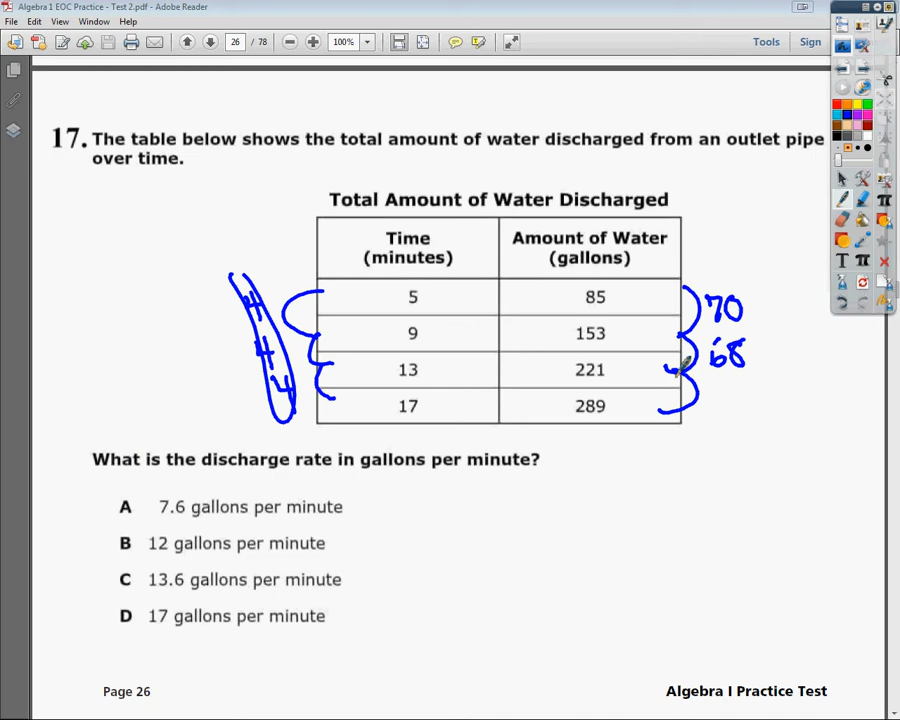 Algebra 1 EOC Practice - Test 2.pdf - Adobe Reader
File Edit View Window Help
26 / 78 100% Tools Sign
17. The table below shows the total amount of water discharged from an outlet pipe
over time.
Total Amount of Water Discharged
Time
(minutes)
Amount of Water
(gallons)
5 85
9 153
13 221
17 289
4
4
4
70
68
What is the discharge rate in gallons per minute?
A 7.6 gallons per minute
B 12 gallons per minute
C 13.6 gallons per minute
D 17 gallons per minute
Page 26 Algebra I Practice Test